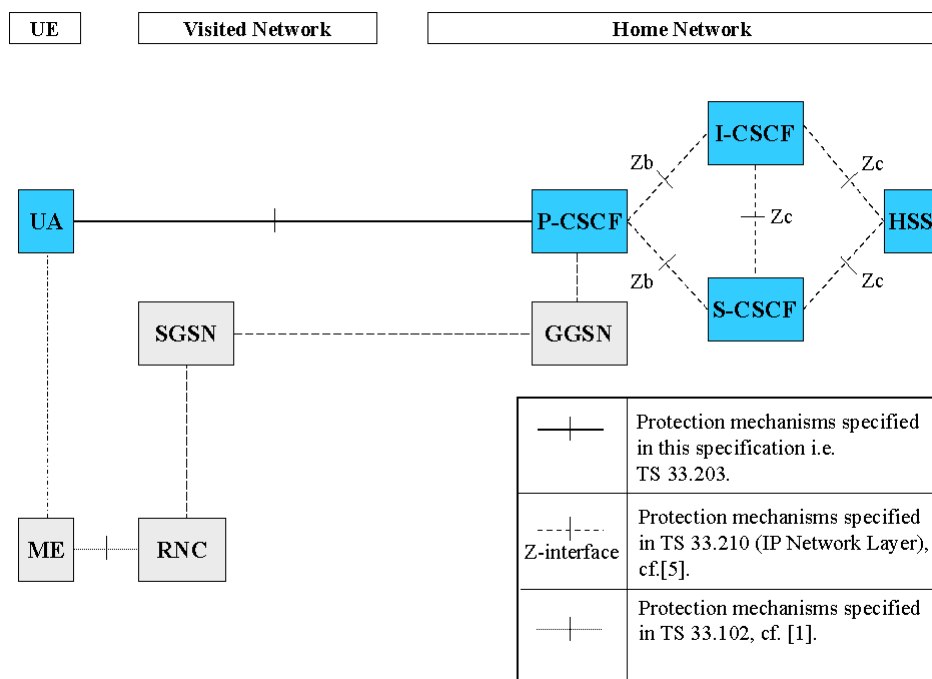 UE
Visited Network
Home Network
I-CSCF
Zb
Zc
UA
P-CSCF
Zc
HSS
Zb
Zc
S-CSCF
SGSN
GGSN
ME
RNC
Protection mechanisms specified
in this specification i.e.
TS 33.203.
Z-interface
Protection mechanisms specified
in TS 33.210 (IP Network Layer),
cf.[5].
Protection mechanisms specified
in TS 33.102, cf. [1].